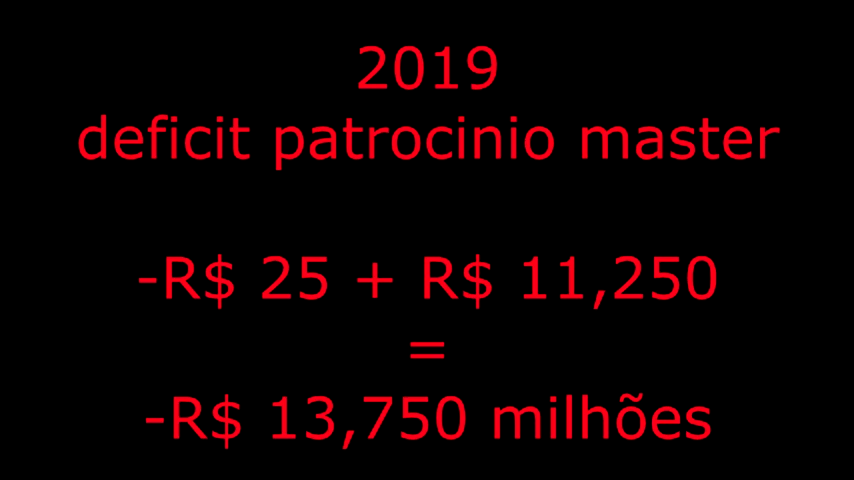 2019
deficit patrocinio master
-R$ 25 + R$ 11,250
=
-R$ 13,750 milhões